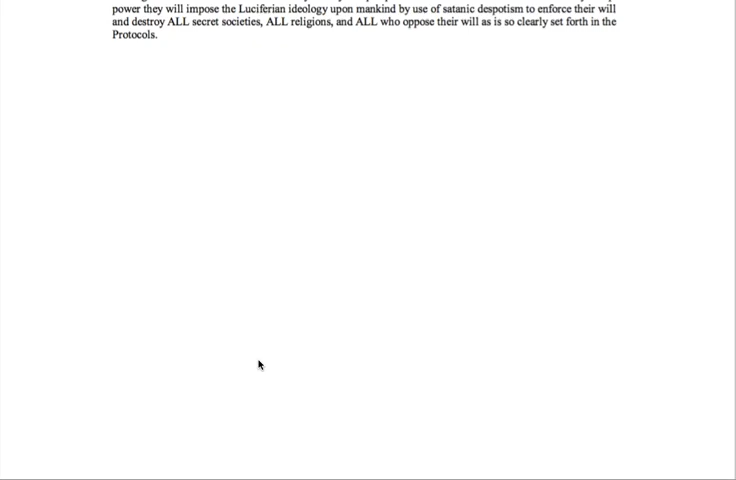 power they will impose the Luciferian ideology upon mankind by use of satanic despotism to enforce their will
and destroy ALL secret societies, ALL religions, and ALL who oppose their will as is so clearly set forth in the
Protocols.